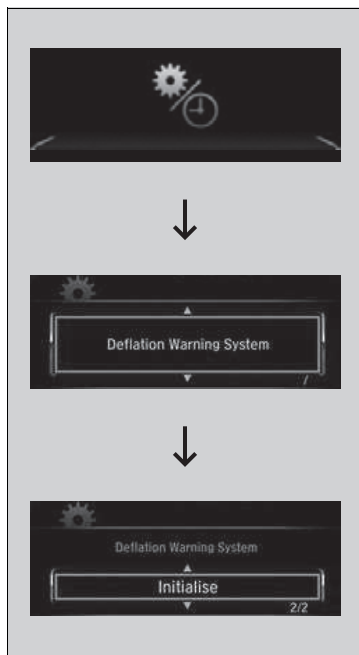 Deflation Warning System
/
Deflation Warning System
Initialise
2/2